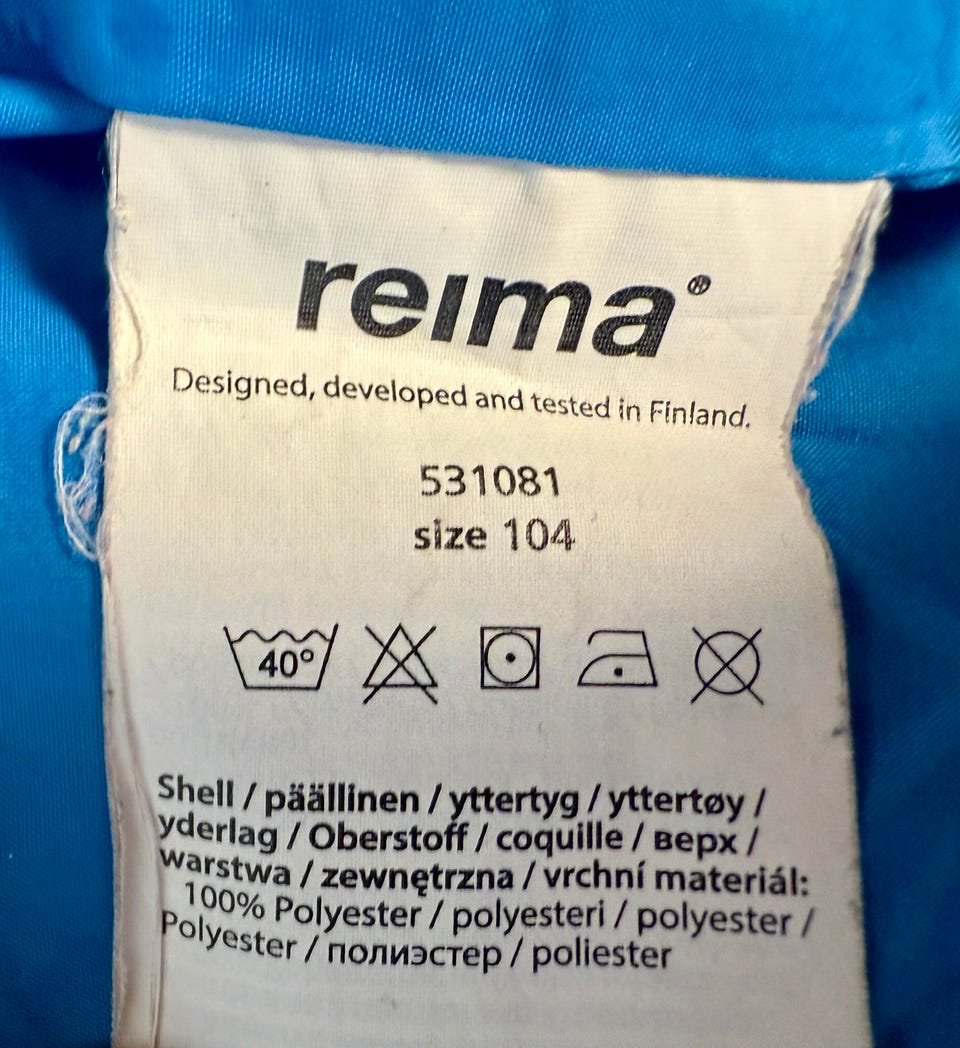 reima®
Designed, developed and tested in Finland.
531081
size 104
40°
Shell / päällinen / yttertyg / yttertøy /
yderlag / Oberstoff / coquille / верх /
warstwa / zewnętrzna / vrchní materiál:
100% Polyester / polyesteri / polyester /
Polyester / полиэстер / poliester